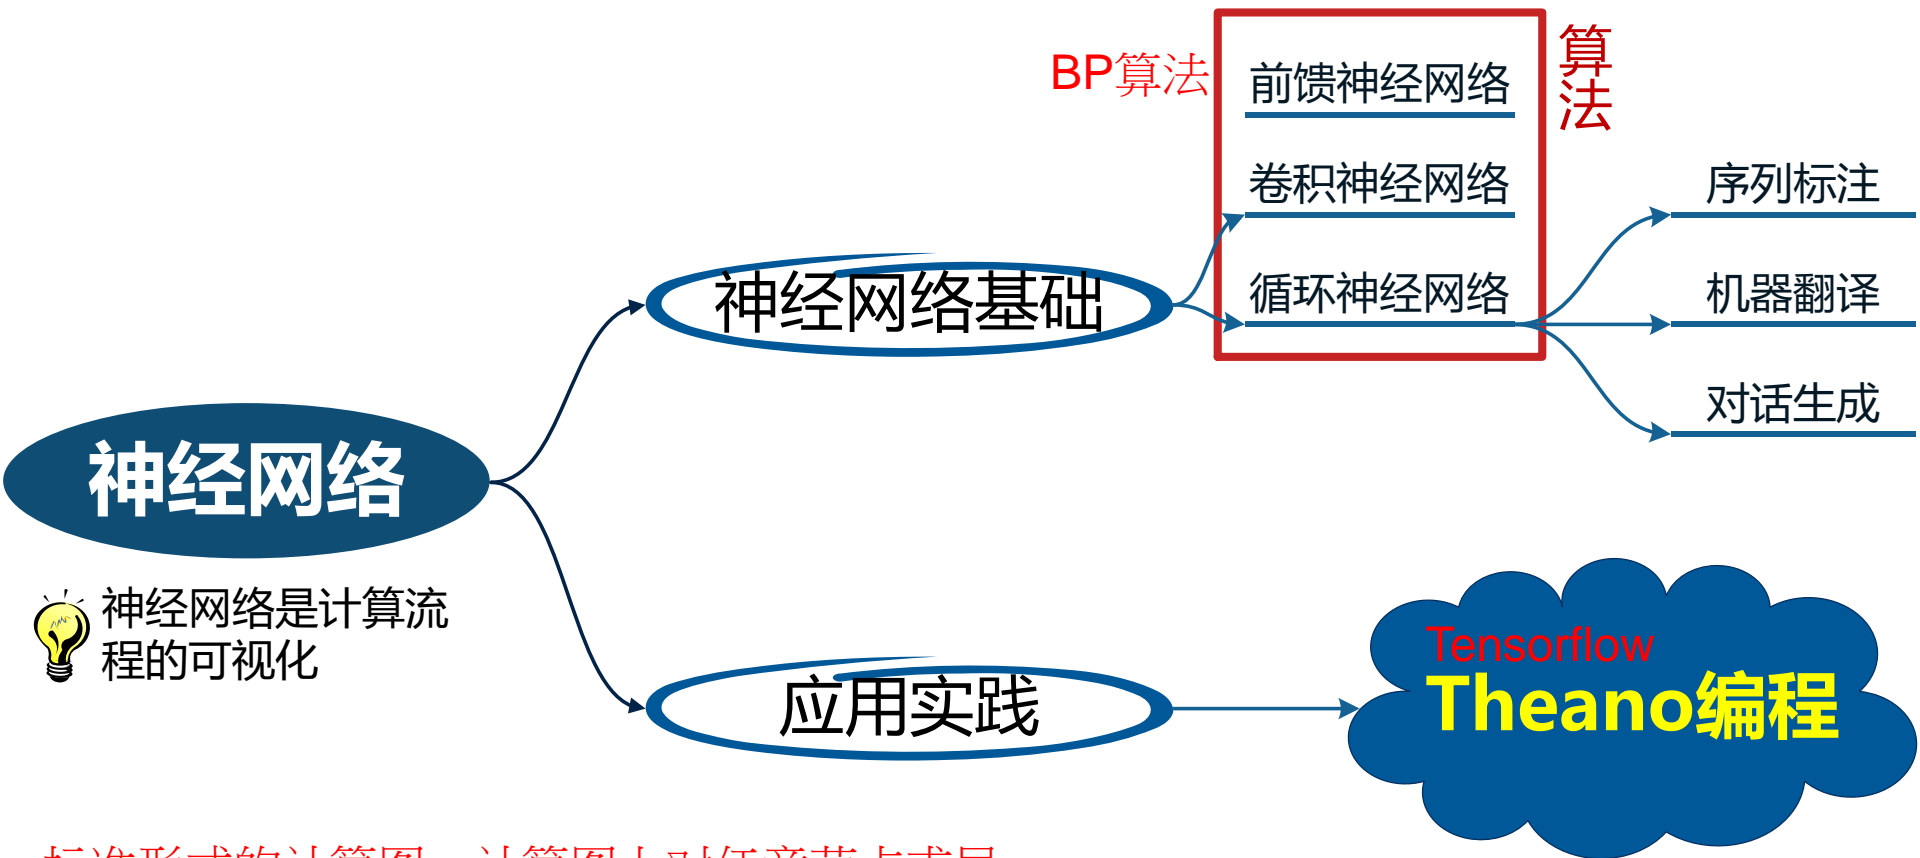 BP算法
算法
前馈神经网络
卷积神经网络
循环神经网络
序列标注
机器翻译
对话生成
神经网络基础
神经网络
神经网络是计算流
程的可视化
应用实践
Tensorflow
Theano编程